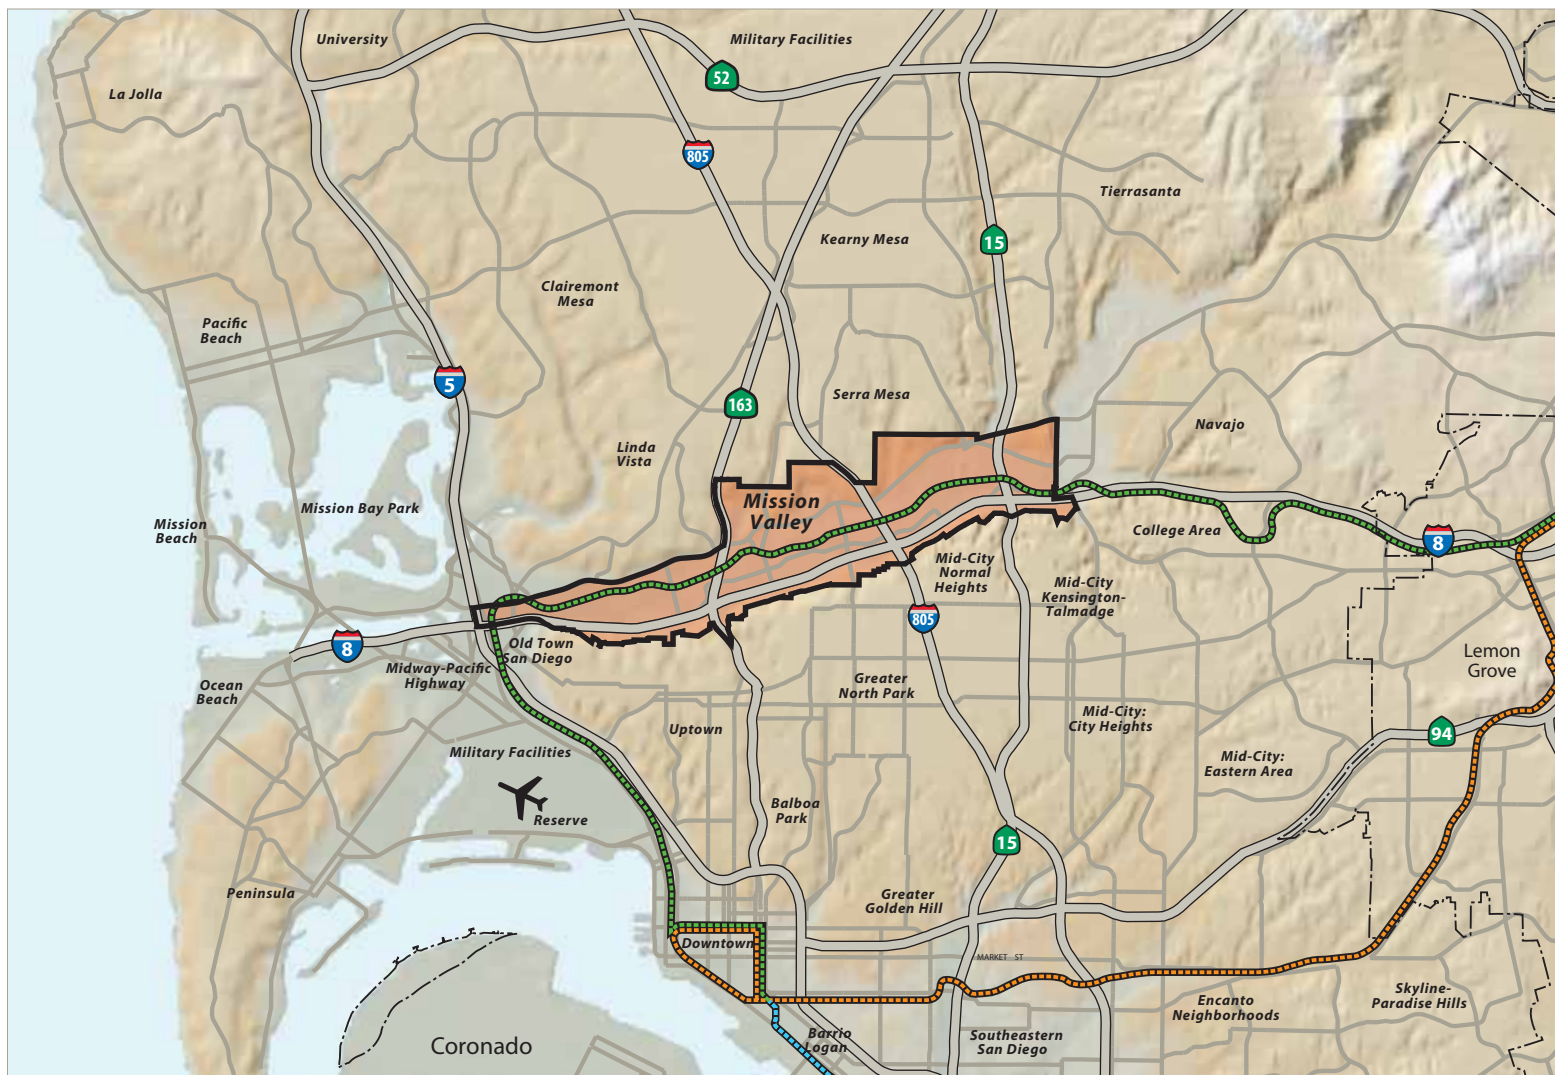 University
Military Facilities
52
La Jolla
805
Tierrasanta
Kearny Mesa
15
Clairemont
Mesa
Pacific
Beach
5
163
Serra Mesa
Navajo
Linda
Vista
Mission
Valley
Mission Bay Park
Mission
Beach
College Area
8
Mid-City
Normal
Heights
Mid-City
Kensington-
Talmadge
805
8
Old Town
San Diego
Midway-Pacific
Highway
Lemon
Grove
Ocean
Beach
Greater
North Park
Uptown
Mid-City:
City Heights
94
Military Facilities
Mid-City:
Eastern Area
Reserve
Balboa
Park
15
Peninsula
Greater
Golden Hill
Downtown
MARKET ST
Skyline-
Paradise Hills
Encanto
Neighborhoods
Coronado
Barrio
Logan
Southeastern
San Diego